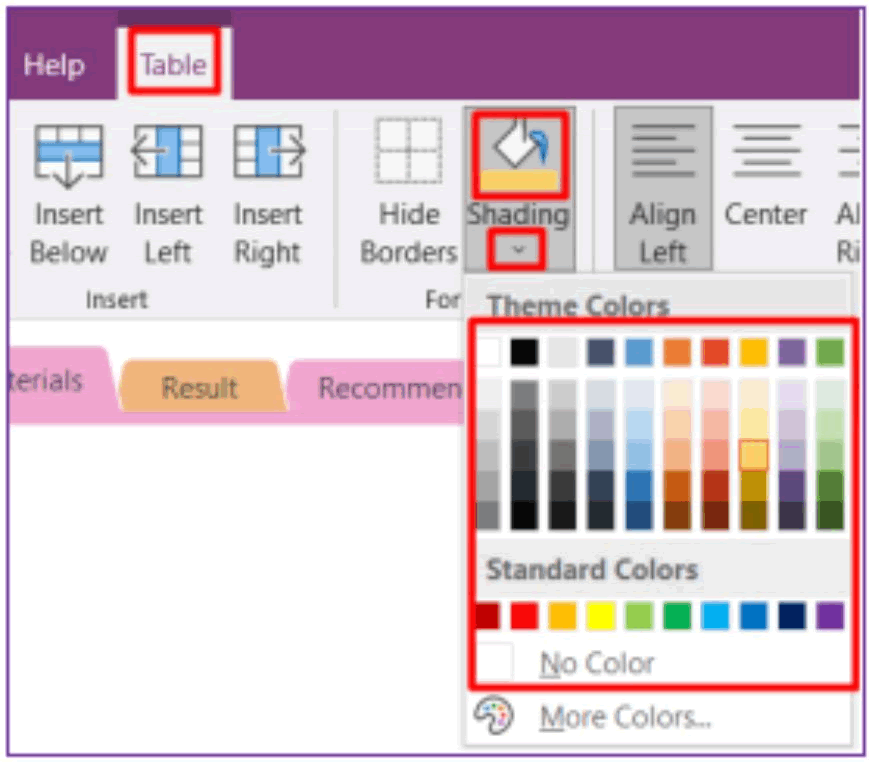 Help Table
Insert Insert Insert Hide Shading Align Center Al
Below Left Right Borders Left Ri
Insert For
Theme Colors
terials Result Recommen
Standard Colors
No Color
More Colors...